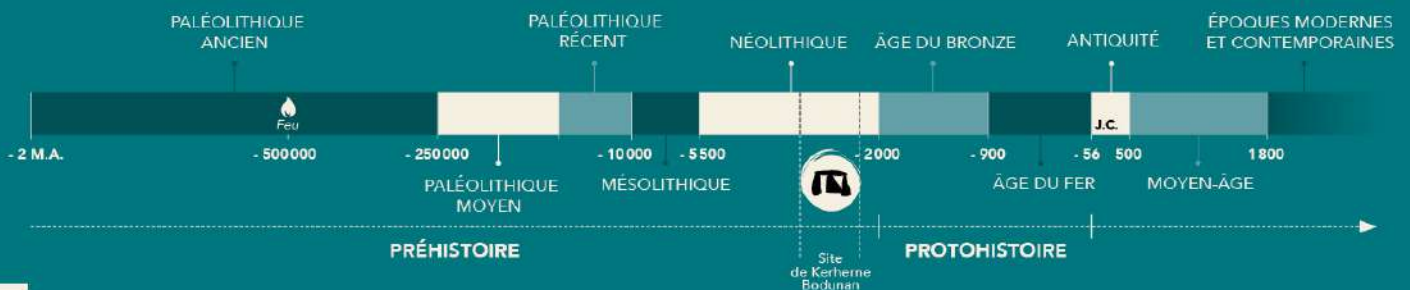 PALÉOLITHIQUE
ANCIEN
PALÉOLITHIQUE
RÉCENT
NÉOLITHIQUE
ÂGE DU BRONZE
ANTIQUITÉ
ÉPOQUES MODERNES
ET CONTEMPORAINES
Feu
J.C.
- 2 M.A.
- 500000
- 250000
- 10000
- 5500
- 2000
- 900
- 56
500
1800
PALÉOLITHIQUE
MOYEN
MÉSOLITHIQUE
ÂGE DU FER
MOYEN-ÂGE
PRÉHISTOIRE
PROTOHISTOIRE
Site
de Kerherne
Bodunan